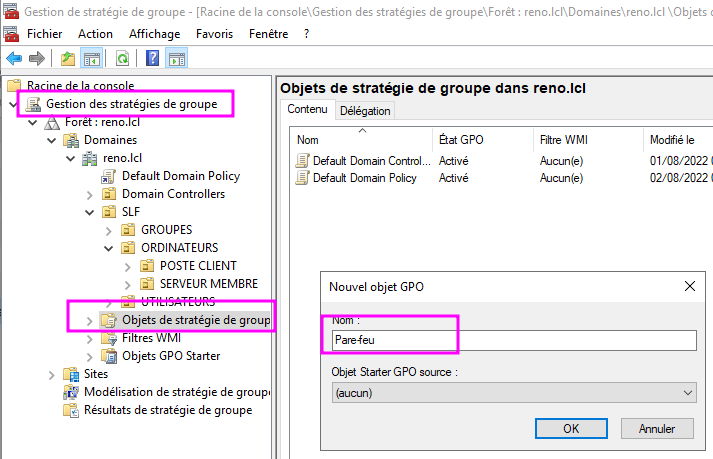 Gestion de stratégie de groupe - [Racine de la console\Gestion des stratégies de groupe\Forêt : reno.lcl\Domaines\reno.lcl \Objets d
Fichier Action Affichage Favoris Fenêtre ?
Racine de la console
Gestion des stratégies de groupe
Forêt : reno.lcl
Domaines
reno.lcl
Default Domain Policy
Domain Controllers
SLF
GROUPES
ORDINATEURS
POSTE CLIENT
SERVEUR MEMBRE
UTILISATEURS
Objets de stratégie de group
Filtres WMI
Objets GPO Starter
Sites
Modélisation de stratégie de groupe
Résultats de stratégie de groupe
Objets de stratégie de groupe dans reno.lcl
Contenu Délégation
Nom État GPO Filtre WMI Modifié le
Default Domain Control... Activé Aucun(e) 01/08/2022 0
Default Domain Policy Activé Aucun(e) 02/08/2022 0
Nouvel objet GPO
Nom :
Pare-feu
Objet Starter GPO source :
(aucun)
OK Annuler